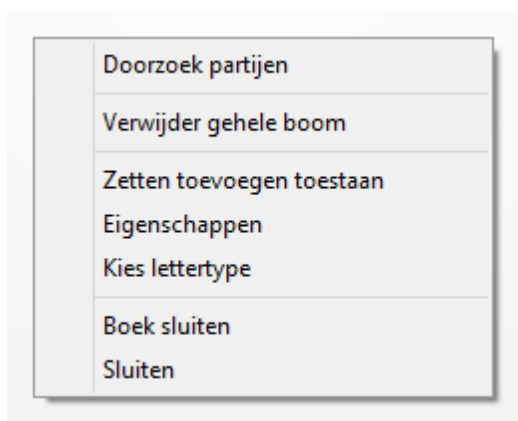 Doorzoek partijen
Verwijder gehele boom
Zetten toevoegen toestaan
Eigenschappen
Kies lettertype
Boek sluiten
Sluiten